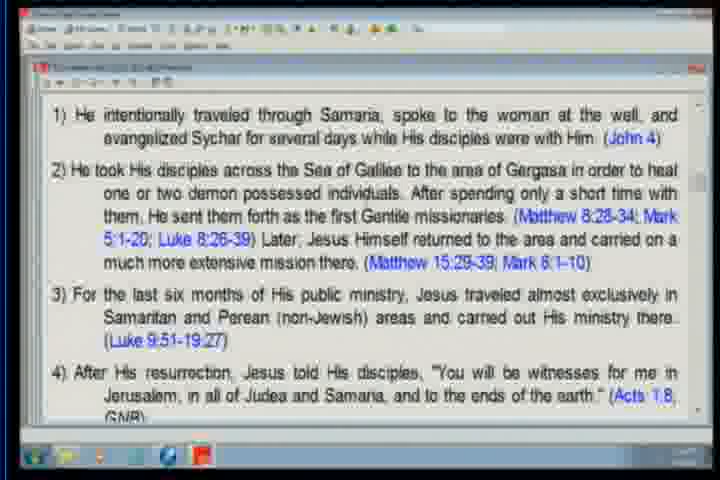 1) He intentionally traveled through Samaria, spoke to the woman at the well, and
evangelized Sychar for several days while His disciples were with Him. (John 4)
2) He took His disciples across the Sea of Galilee to the area of Gergasa in order to heal
one or two demon possessed individuals. After spending only a short time with
them, He sent them forth as the first Gentile missionaries. (Matthew 8:28-34; Mark
5:1-20; Luke 8:26-39) Later, Jesus Himself returned to the area and carried on a
much more extensive mission there. (Matthew 15:29-39; Mark 8:1-10)
3) For the last six months of His public ministry, Jesus traveled almost exclusively in
Samaritan and Perean (non-Jewish) areas and carried out His ministry there.
(Luke 9:51-19:27)
4) After His resurrection, Jesus told His disciples, "You will be witnesses for me in
Jerusalem, in all of Judea and Samaria, and to the ends of the earth." (Acts 1:8,
GNB)